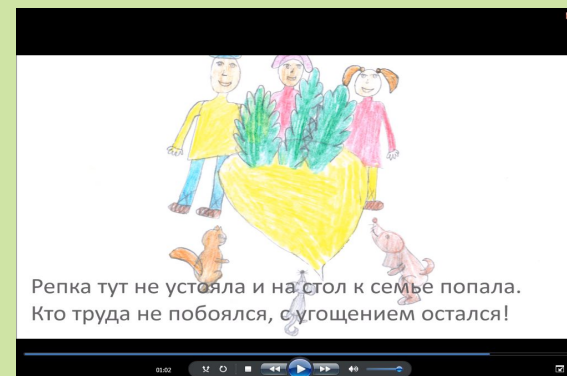 Репка тут не устояла и на стол к семье попала.
Кто труда не побоялся, с угощением остался!
01:02